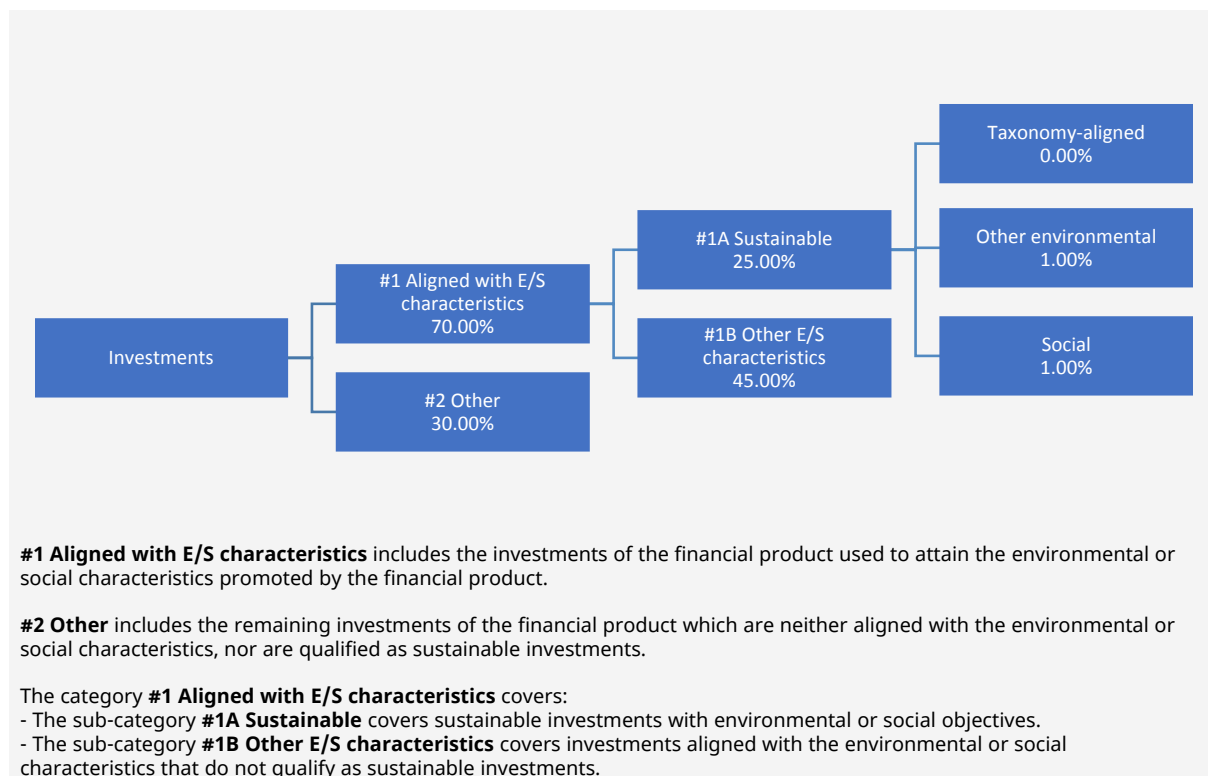 Investments
#1 Aligned with E/S
characteristics
70.00%
#2 Other
30.00%
#1A Sustainable
25.00%
#1B Other E/S
characteristics
45.00%
Taxonomy-aligned
0.00%
Other environmental
1.00%
Social
1.00%
#1 Aligned with E/S characteristics includes the investments of the financial product used to attain the environmental or
social characteristics promoted by the financial product.
#2 Other includes the remaining investments of the financial product which are neither aligned with the environmental or
social characteristics, nor are qualified as sustainable investments.
The category #1 Aligned with E/S characteristics covers:
- The sub-category #1A Sustainable covers sustainable investments with environmental or social objectives.
- The sub-category #1B Other E/S characteristics covers investments aligned with the environmental or social
characteristics that do not qualify as sustainable investments.